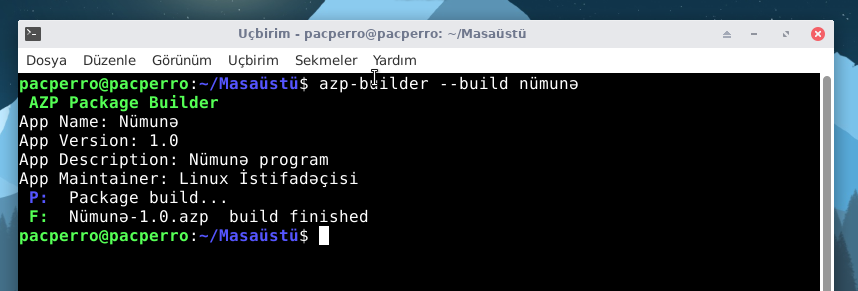 Uçbirim - pacperro@pacperro: ~/Masaüstü
Dosya Düzenle Görünüm Uçbirim Sekmeler Yardım
pacperro@pacperro:~/Masaüstü$ azp-builder --build nümunə
AZP Package Builder
App Name: Nümunə
App Version: 1.0
App Description: Nümunə program
App Maintainer: Linux İstifadəçisi
P: Package build...
F: Nümunə-1.0.azp build finished
pacperro@pacperro:~/Masaüstü$